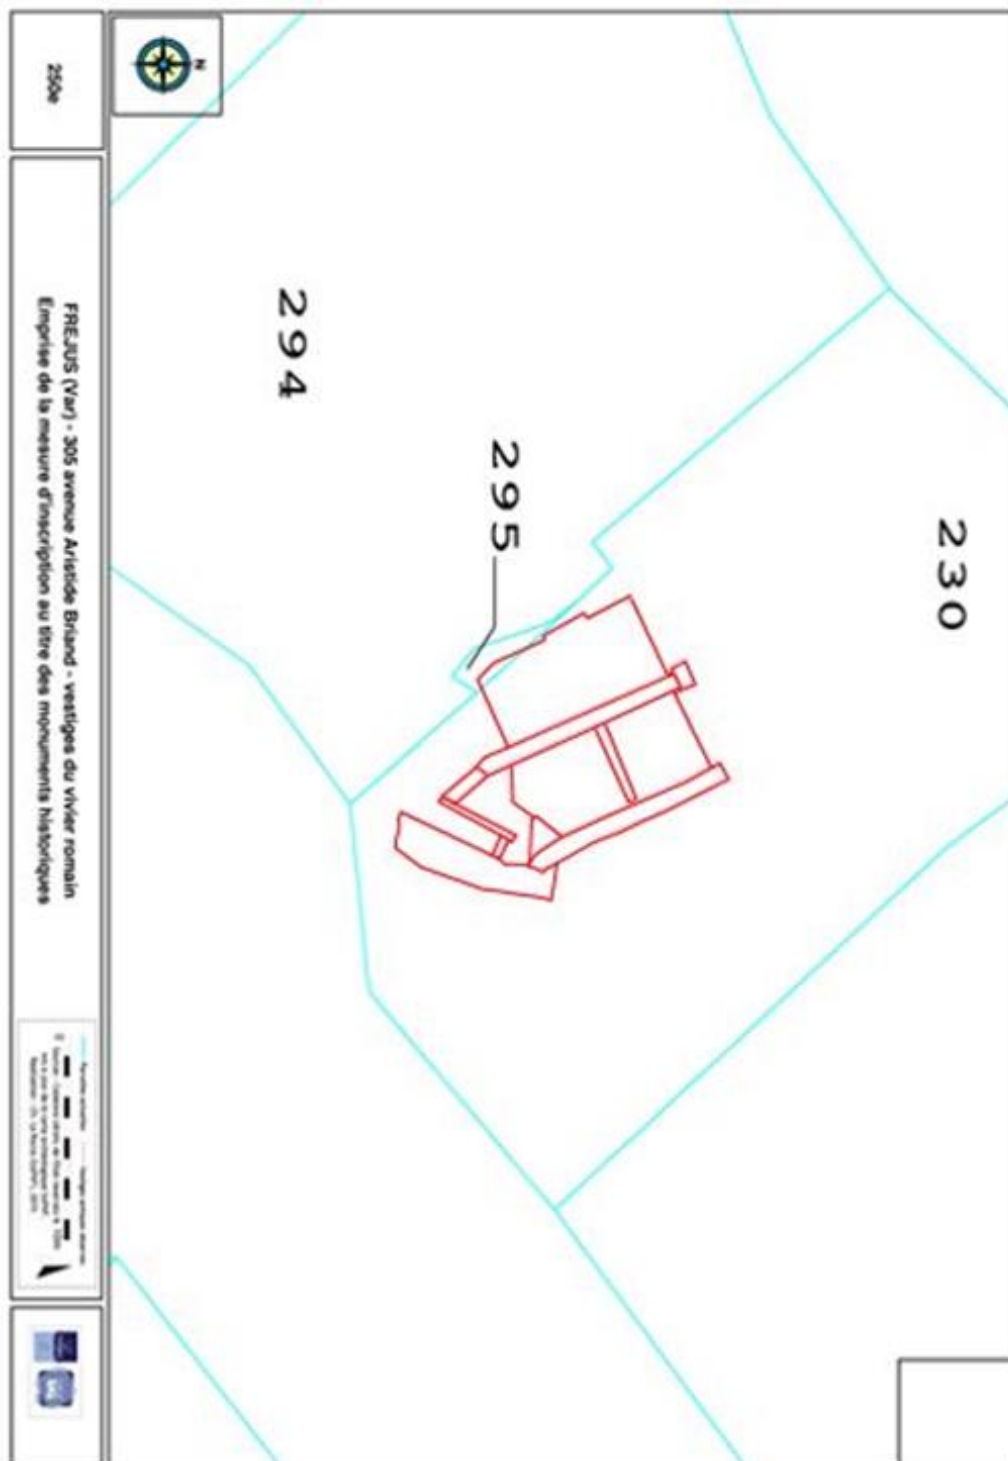 N
230
295
294
250e
FREJUS (Var) - 305 avenue Aristide Briand - vestiges du vivier romain
Emprise de la mesure d'inscription au titre des monuments historiques